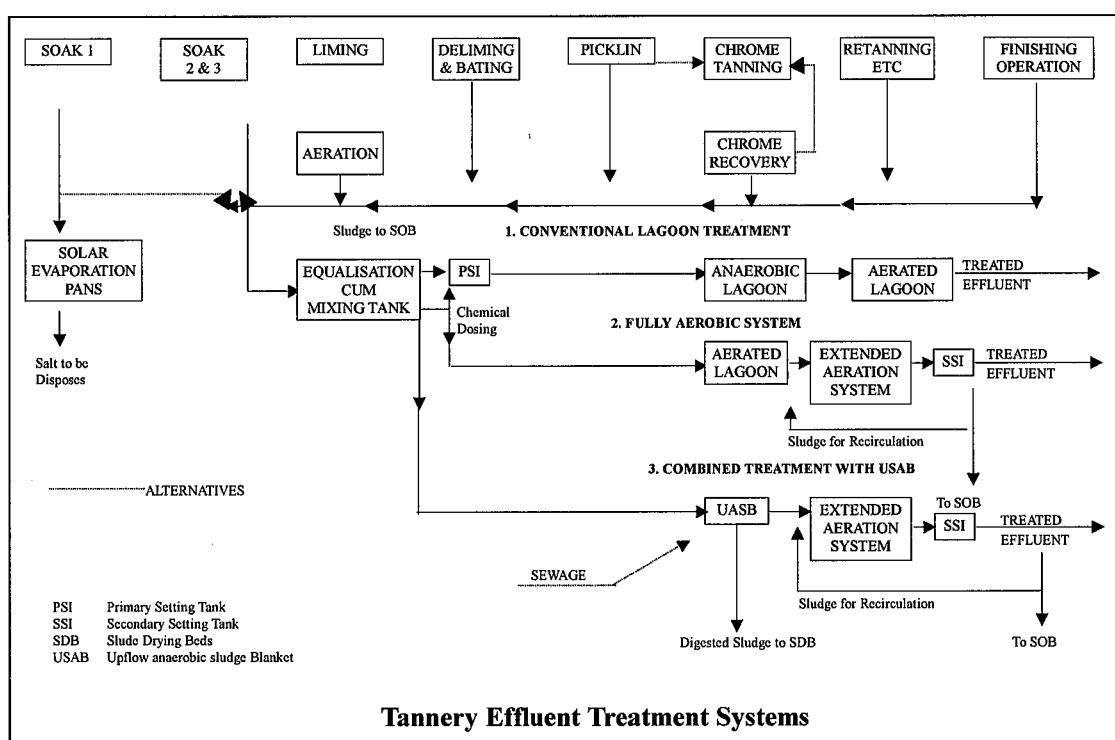 SOAK 1
SOAK
2 & 3
LIMING
DELIMING
& BATING
PICKLIN
CHROME
TANNING
RETANNING
ETC
FINISHING
OPERATION
AERATION
CHROME
RECOVERY
Sludge to SOB
1. CONVENTIONAL LAGOON TREATMENT
SOLAR
EVAPORATION
PANS
EQUALISATION
CUM
MIXING TANK
PSI
ANAEROBIC
LAGOON
AERATED
LAGOON
TREATED
EFFLUENT
Chemical
Dosing
2. FULLY AEROBIC SYSTEM
Salt to be
Disposes
AERATED
LAGOON
EXTENDED
AERATION
SYSTEM
SSI
TREATED
EFFLUENT
Sludge for Recirculation
3. COMBINED TREATMENT WITH USAB
ALTERNATIVES
To SOB
UASB
EXTENDED
AERATION
SYSTEM
SSI
TREATED
EFFLUENT
SEWAGE
Sludge for Recirculation
PSI Primary Setting Tank
SSI Secondary Setting Tank
SDB Slude Drying Beds
USAB Upflow anaerobic sludge Blanket
Digested Sludge to SDB
To SOB
Tannery Effluent Treatment Systems